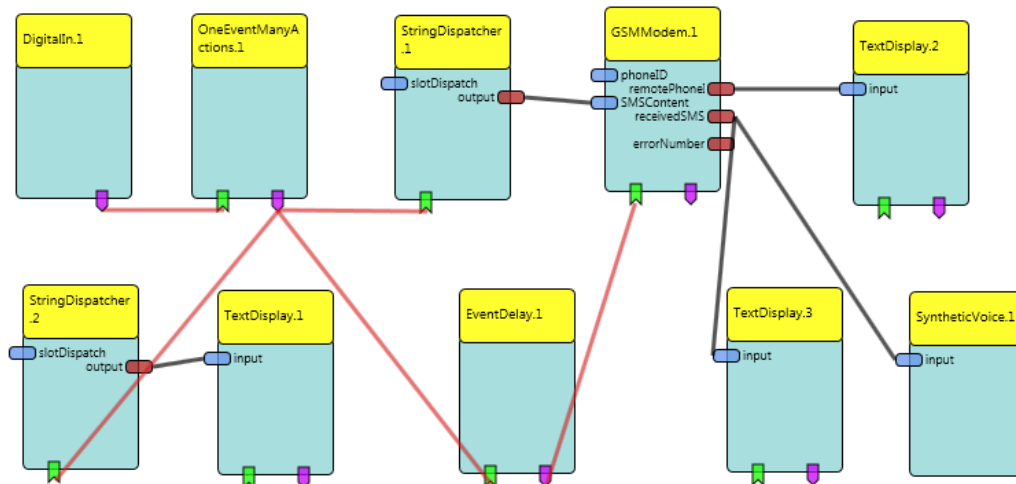 DigitalIn.1
OneEventManyA
ctions.1
StringDispatcher
.1
slotDispatch
output
GSMModem.1
phoneID
remotePhoneI
SMSContent
receivedSMS
errorNumber
TextDisplay.2
input
StringDispatcher
.2
slotDispatch
output
TextDisplay.1
input
EventDelay.1
TextDisplay.3
input
SyntheticVoice.1
input